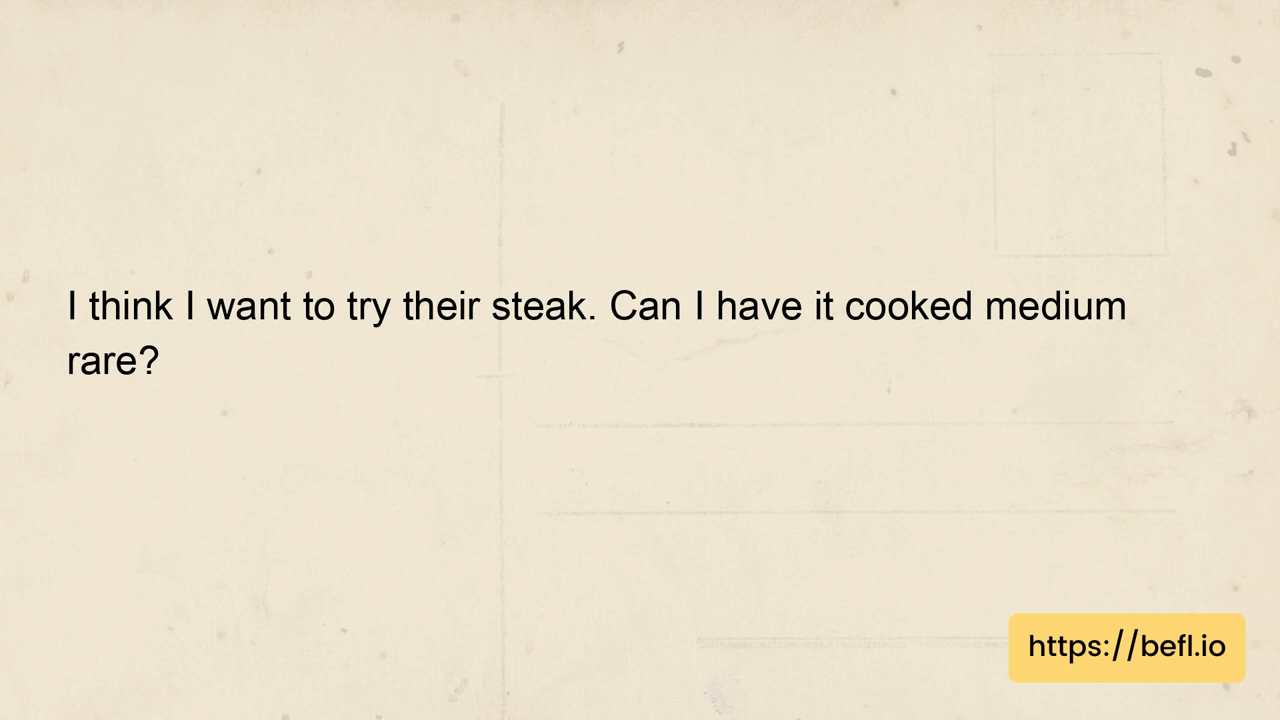 I think I want to try their steak. Can I have it cooked medium
rare?
https://befl.io